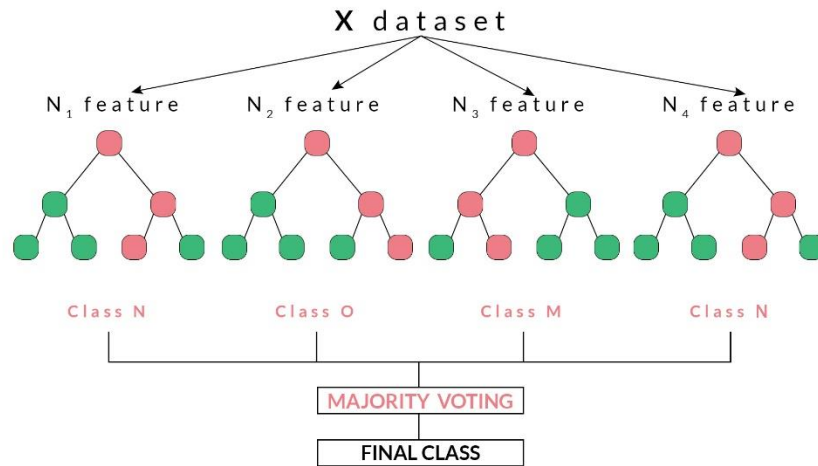 X dataset
N₁ feature
N₂ feature
N₃ feature
N₄ feature
Class N
Class O
Class M
Class N
MAJORITY VOTING
FINAL CLASS